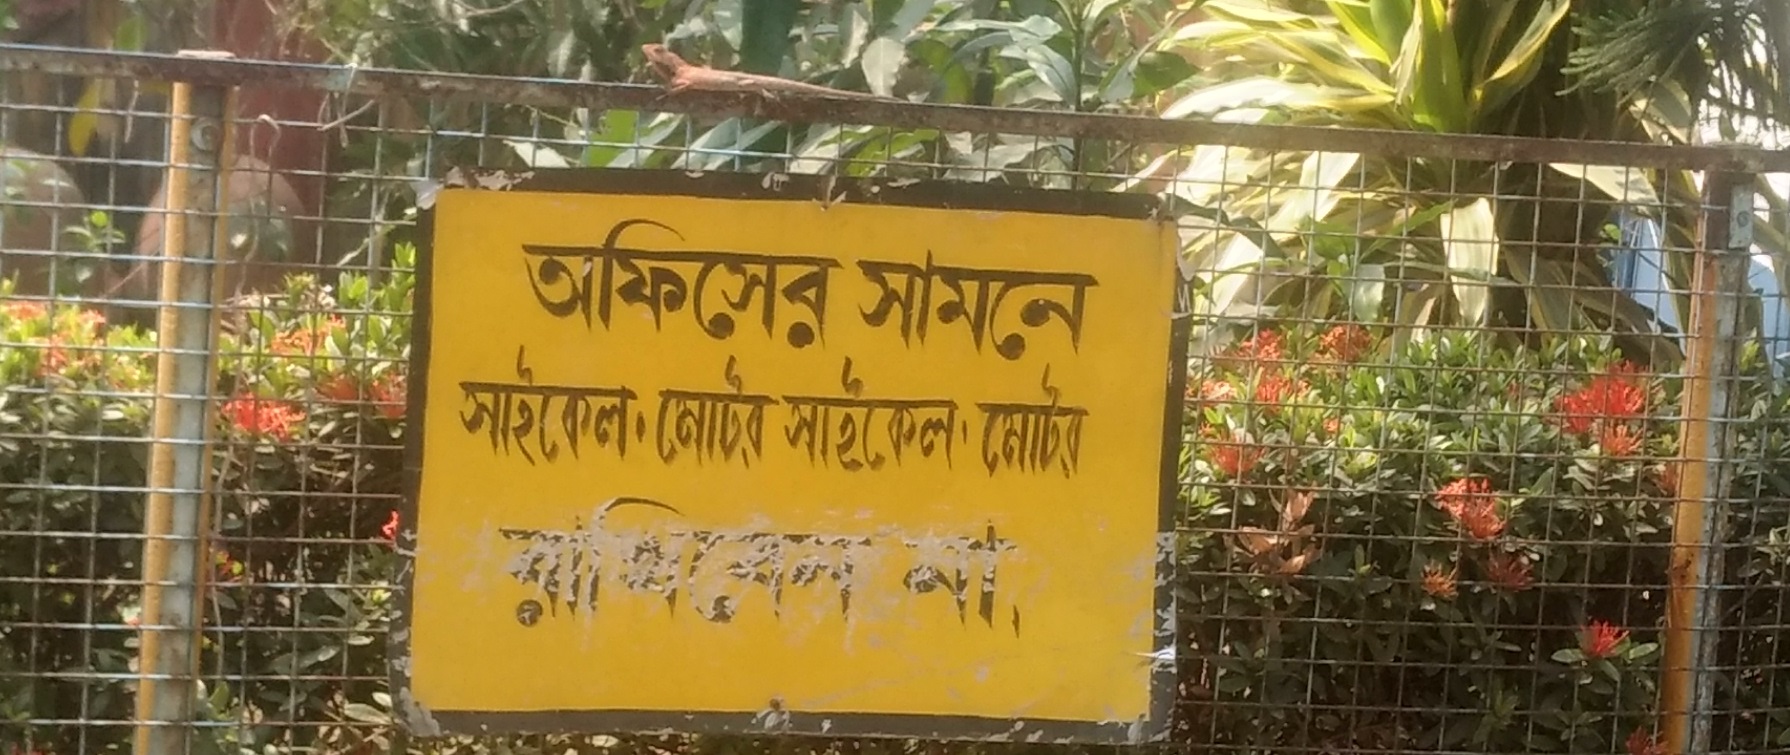 অফিসের সামনে
সাইকেল · মোটর সাইকেল · মোটর
রাখিবেন না।